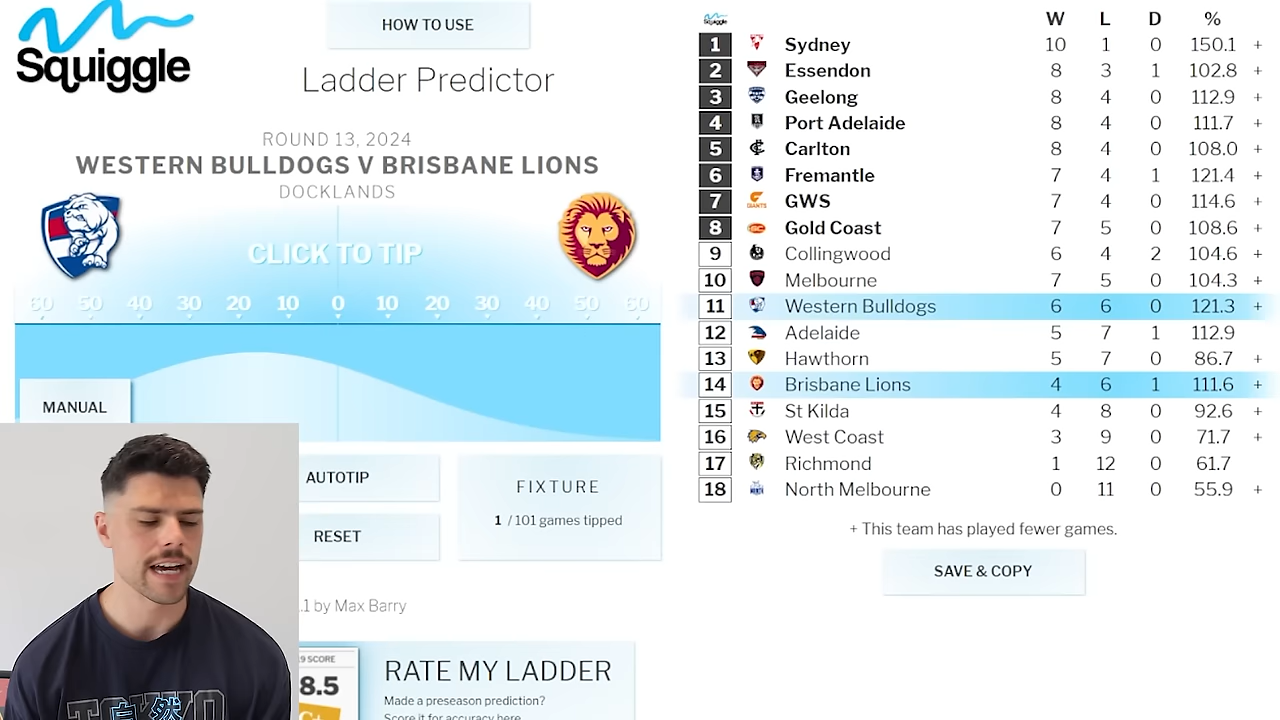 Squiggle
HOW TO USE
Ladder Predictor
ROUND 13, 2024
WESTERN BULLDOGS V BRISBANE LIONS
DOCKLANDS
CLICK TO TIP
60 50 40 30 20 10 0 10 20 30 40 50 60
MANUAL
AUTOTIP
RESET
FIXTURE
1 / 101 games tipped
.1 by Max Barry
9 SCORE
8.5
C+
RATE MY LADDER
Made a preseason prediction?
Score it for accuracy here
TOKYO
自然
W L D %
1 Sydney 10 1 0 150.1 +
2 Essendon 8 3 1 102.8 +
3 Geelong 8 4 0 112.9 +
4 Port Adelaide 8 4 0 111.7 +
5 Carlton 8 4 0 108.0 +
6 Fremantle 7 4 1 121.4 +
7 GWS 7 4 0 114.6 +
8 Gold Coast 7 5 0 108.6 +
9 Collingwood 6 4 2 104.6 +
10 Melbourne 7 5 0 104.3 +
11 Western Bulldogs 6 6 0 121.3 +
12 Adelaide 5 7 1 112.9
13 Hawthorn 5 7 0 86.7 +
14 Brisbane Lions 4 6 1 111.6 +
15 St Kilda 4 8 0 92.6 +
16 West Coast 3 9 0 71.7 +
17 Richmond 1 12 0 61.7
18 North Melbourne 0 11 0 55.9 +
+ This team has played fewer games.
SAVE & COPY